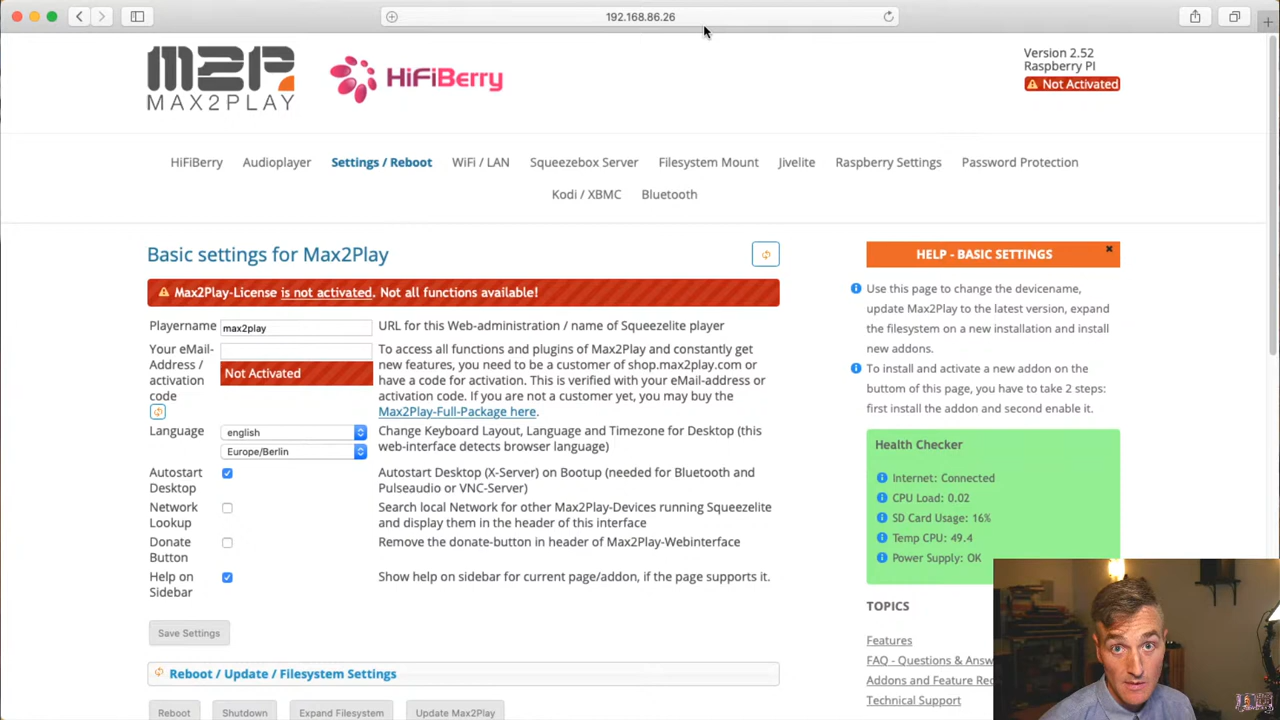 192.168.86.26
M2P
MAX2PLAY
HiFiBerry
Version 2.52
Raspberry PI
Not Activated
HiFiBerry Audioplayer Settings / Reboot WiFi / LAN Squeezebox Server Filesystem Mount Jivelite Raspberry Settings Password Protection
Kodi / XBMC Bluetooth
Basic settings for Max2Play
Max2Play-License is not activated. Not all functions available!
Playername max2play URL for this Web-administration / name of Squeezelite player
Your eMail-
Address /
activation
code
Not Activated
To access all functions and plugins of Max2Play and constantly get
new features, you need to be a customer of shop.max2play.com or
have a code for activation. This is verified with your eMail-address or
activation code. If you are not a customer yet, you may buy the
Max2Play-Full-Package here.
Language english
Europe/Berlin
Change Keyboard Layout, Language and Timezone for Desktop (this
web-interface detects browser language)
Autostart
Desktop
Autostart Desktop (X-Server) on Bootup (needed for Bluetooth and
Pulseaudio or VNC-Server)
Network
Lookup
Search local Network for other Max2Play-Devices running Squeezelite
and display them in the header of this interface
Donate
Button
Remove the donate-button in header of Max2Play-Webinterface
Help on
Sidebar
Show help on sidebar for current page/addon, if the page supports it.
Save Settings
Reboot / Update / Filesystem Settings
Reboot Shutdown Expand Filesystem Update Max2Play
HELP - BASIC SETTINGS
Use this page to change the devicename,
update Max2Play to the latest version, expand
the filesystem on a new installation and install
new addons.
To install and activate a new addon on the
buttom of this page, you have to take 2 steps:
first install the addon and second enable it.
Health Checker
Internet: Connected
CPU Load: 0.02
SD Card Usage: 16%
Temp CPU: 49.4
Power Supply: OK
TOPICS
Features
FAQ - Questions & Answ
Addons and Feature Req
Technical Support